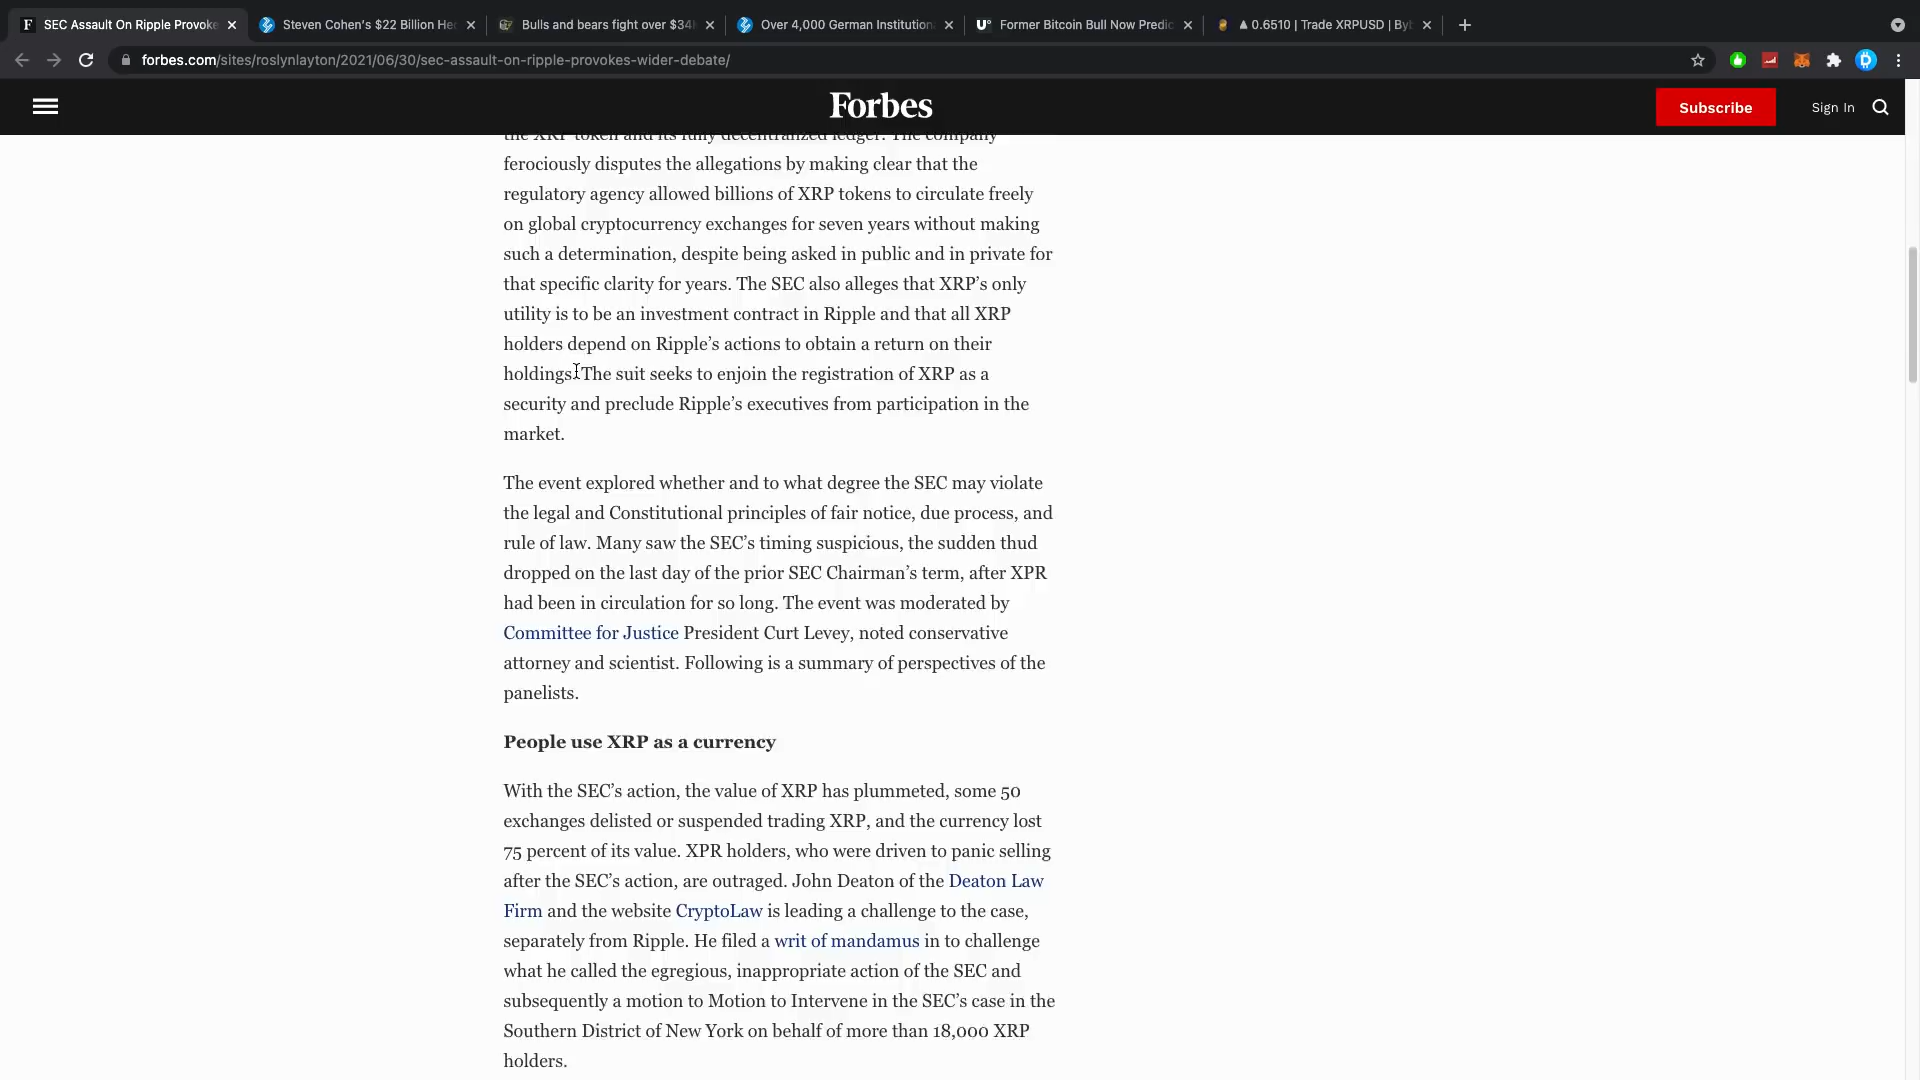 SEC Assault On Ripple Provoke
Steven Cohen's $22 Billion He
Bulls and bears fight over $34
Over 4,000 German Institution
Former Bitcoin Bull Now Predic
▲ 0.6510 | Trade XRPUSD | By
forbes.com/sites/roslynlayton/2021/06/30/sec-assault-on-ripple-provokes-wider-debate/
Forbes
Subscribe
Sign In
the XRP token and its fully decentralized ledger. The company
ferociously disputes the allegations by making clear that the
regulatory agency allowed billions of XRP tokens to circulate freely
on global cryptocurrency exchanges for seven years without making
such a determination, despite being asked in public and in private for
that specific clarity for years. The SEC also alleges that XRP's only
utility is to be an investment contract in Ripple and that all XRP
holders depend on Ripple's actions to obtain a return on their
holdings. The suit seeks to enjoin the registration of XRP as a
security and preclude Ripple's executives from participation in the
market.
The event explored whether and to what degree the SEC may violate
the legal and Constitutional principles of fair notice, due process, and
rule of law. Many saw the SEC's timing suspicious, the sudden thud
dropped on the last day of the prior SEC Chairman's term, after XPR
had been in circulation for so long. The event was moderated by
Committee for Justice President Curt Levey, noted conservative
attorney and scientist. Following is a summary of perspectives of the
panelists.
People use XRP as a currency
With the SEC's action, the value of XRP has plummeted, some 50
exchanges delisted or suspended trading XRP, and the currency lost
75 percent of its value. XPR holders, who were driven to panic selling
after the SEC's action, are outraged. John Deaton of the Deaton Law
Firm and the website CryptoLaw is leading a challenge to the case,
separately from Ripple. He filed a writ of mandamus in to challenge
what he called the egregious, inappropriate action of the SEC and
subsequently a motion to Motion to Intervene in the SEC's case in the
Southern District of New York on behalf of more than 18,000 XRP
holders.